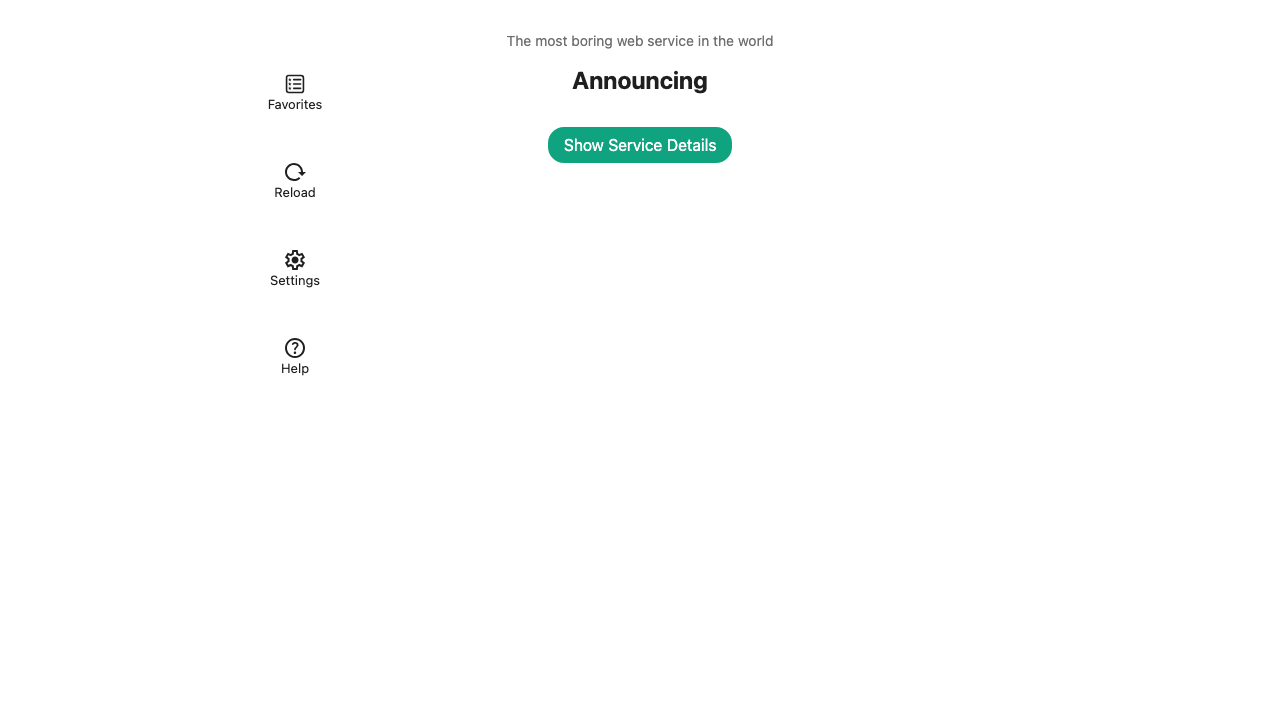 The most boring web service in the world
Announcing
Show Service Details
Favorites
Reload
Settings
Help